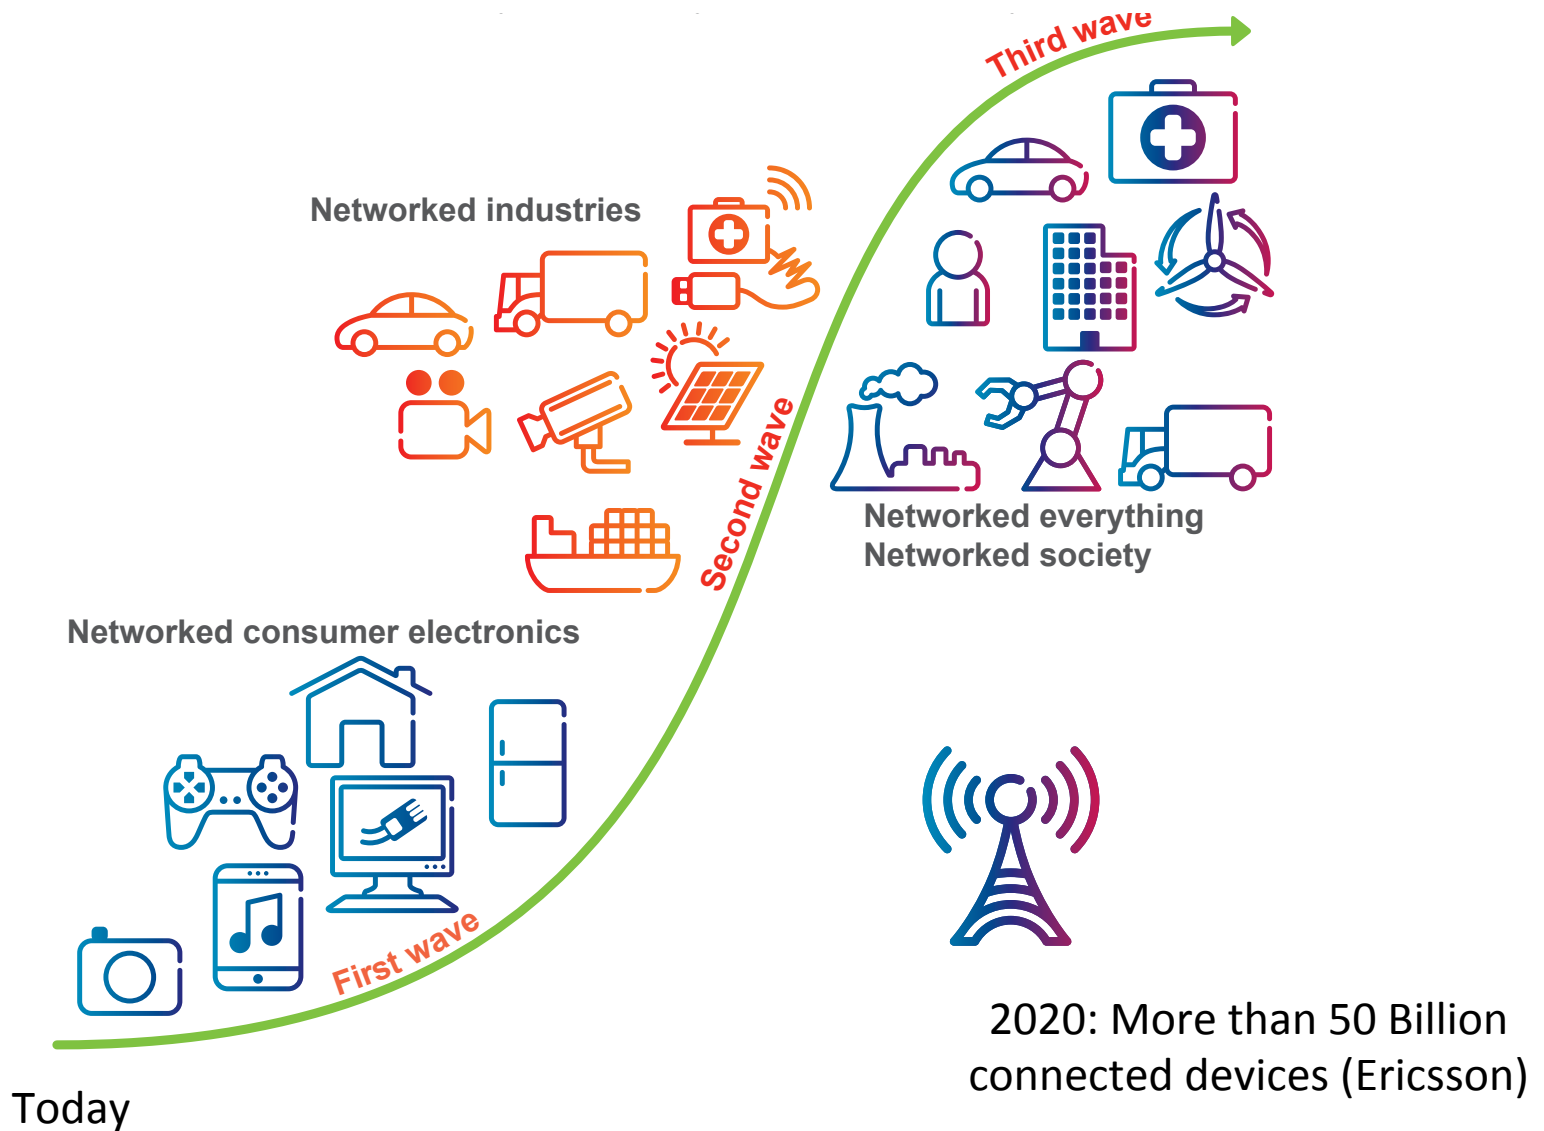 Third wave
Networked industries
Second wave
Networked everything
Networked society
Networked consumer electronics
First wave
2020: More than 50 Billion
connected devices (Ericsson)
Today